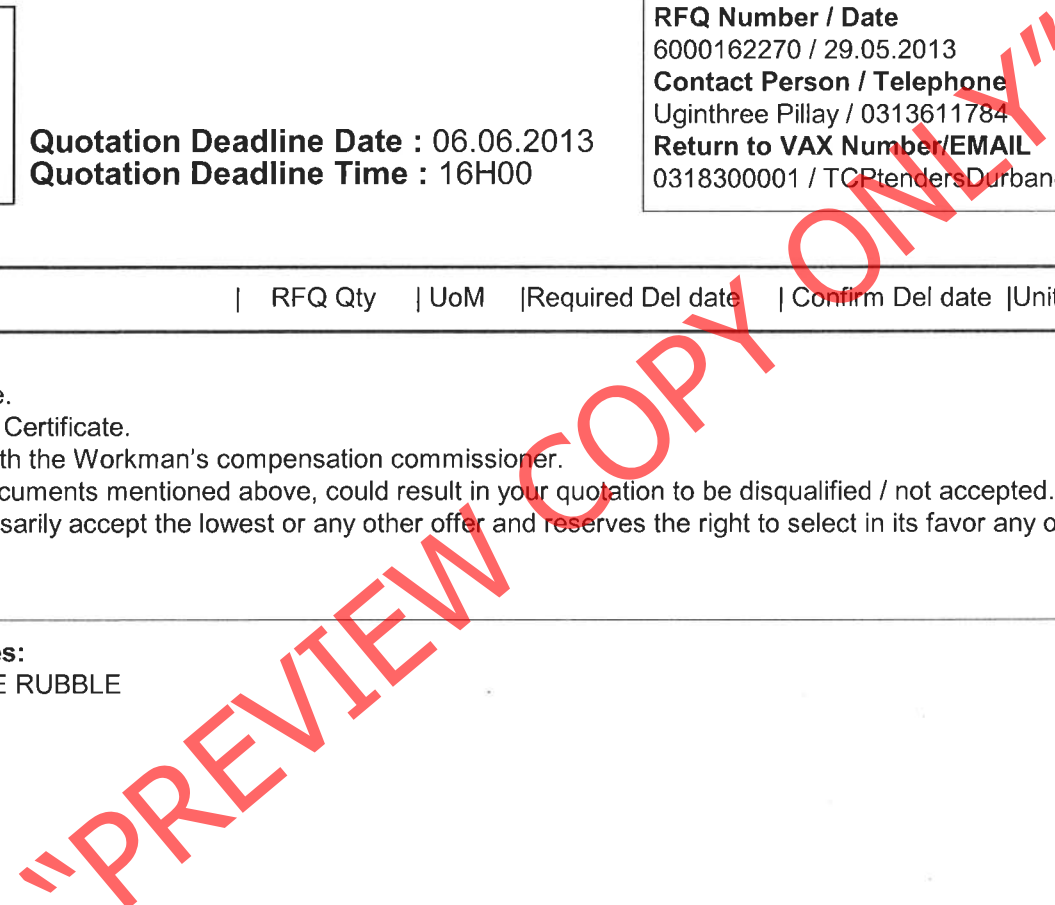 RFQ Number / Date
6000162270 / 29.05.2013
Contact Person / Telephone
Uginthree Pillay / 0313611784
Return to VAX Number/EMAIL
0318300001 / TCPtendersDurban
Quotation Deadline Date : 06.06.2013
Quotation Deadline Time : 16H00
| RFQ Qty | UoM |Required Del date | Confirm Del date |Unit
e.
Certificate.
th the Workman's compensation commissioner.
cuments mentioned above, could result in your quotation to be disqualified / not accepted.
sarily accept the lowest or any other offer and reserves the right to select in its favor any o
es:
E RUBBLE
"PREVIEW COPY ONLY"